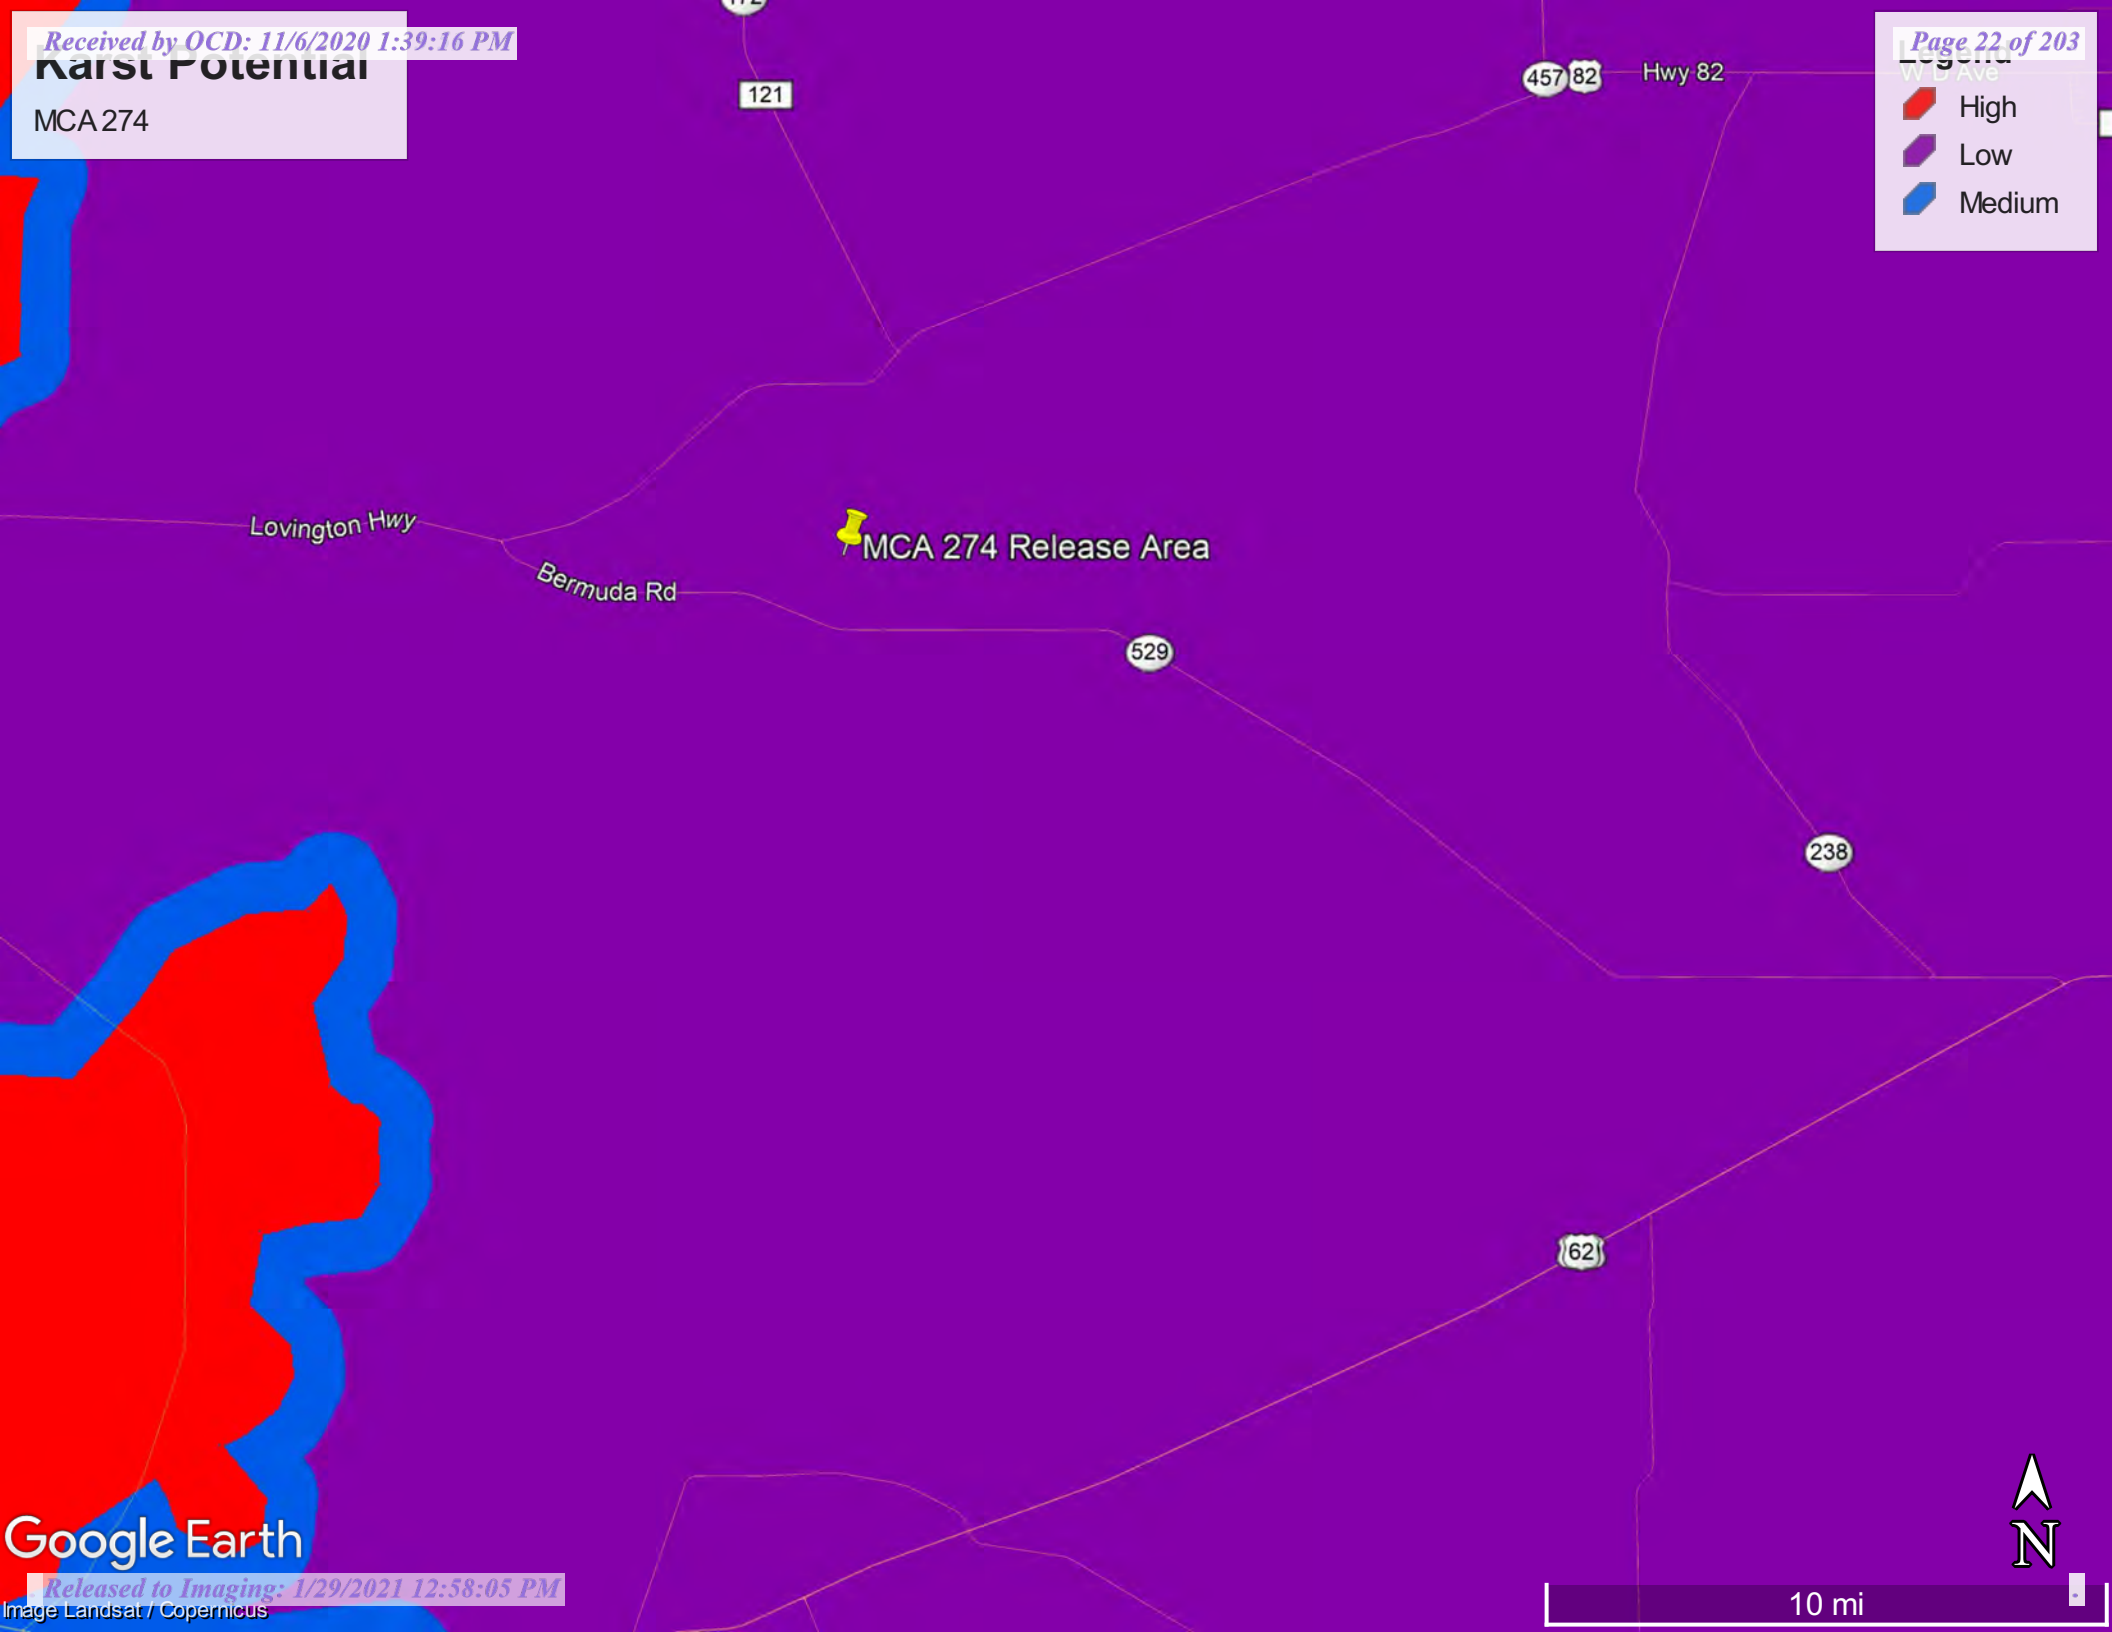 Received by OCD: 11/6/2020 1:39:16 PM
Page 22 of 203
Karst Potential
MCA 274
Legend
W D Ave
High
Low
Medium
121
457
82
Hwy 82
Lovington Hwy
MCA 274 Release Area
Bermuda Rd
529
238
62
N
Google Earth
Released to Imaging: 1/29/2021 12:58:05 PM
Image Landsat / Copernicus
10 mi